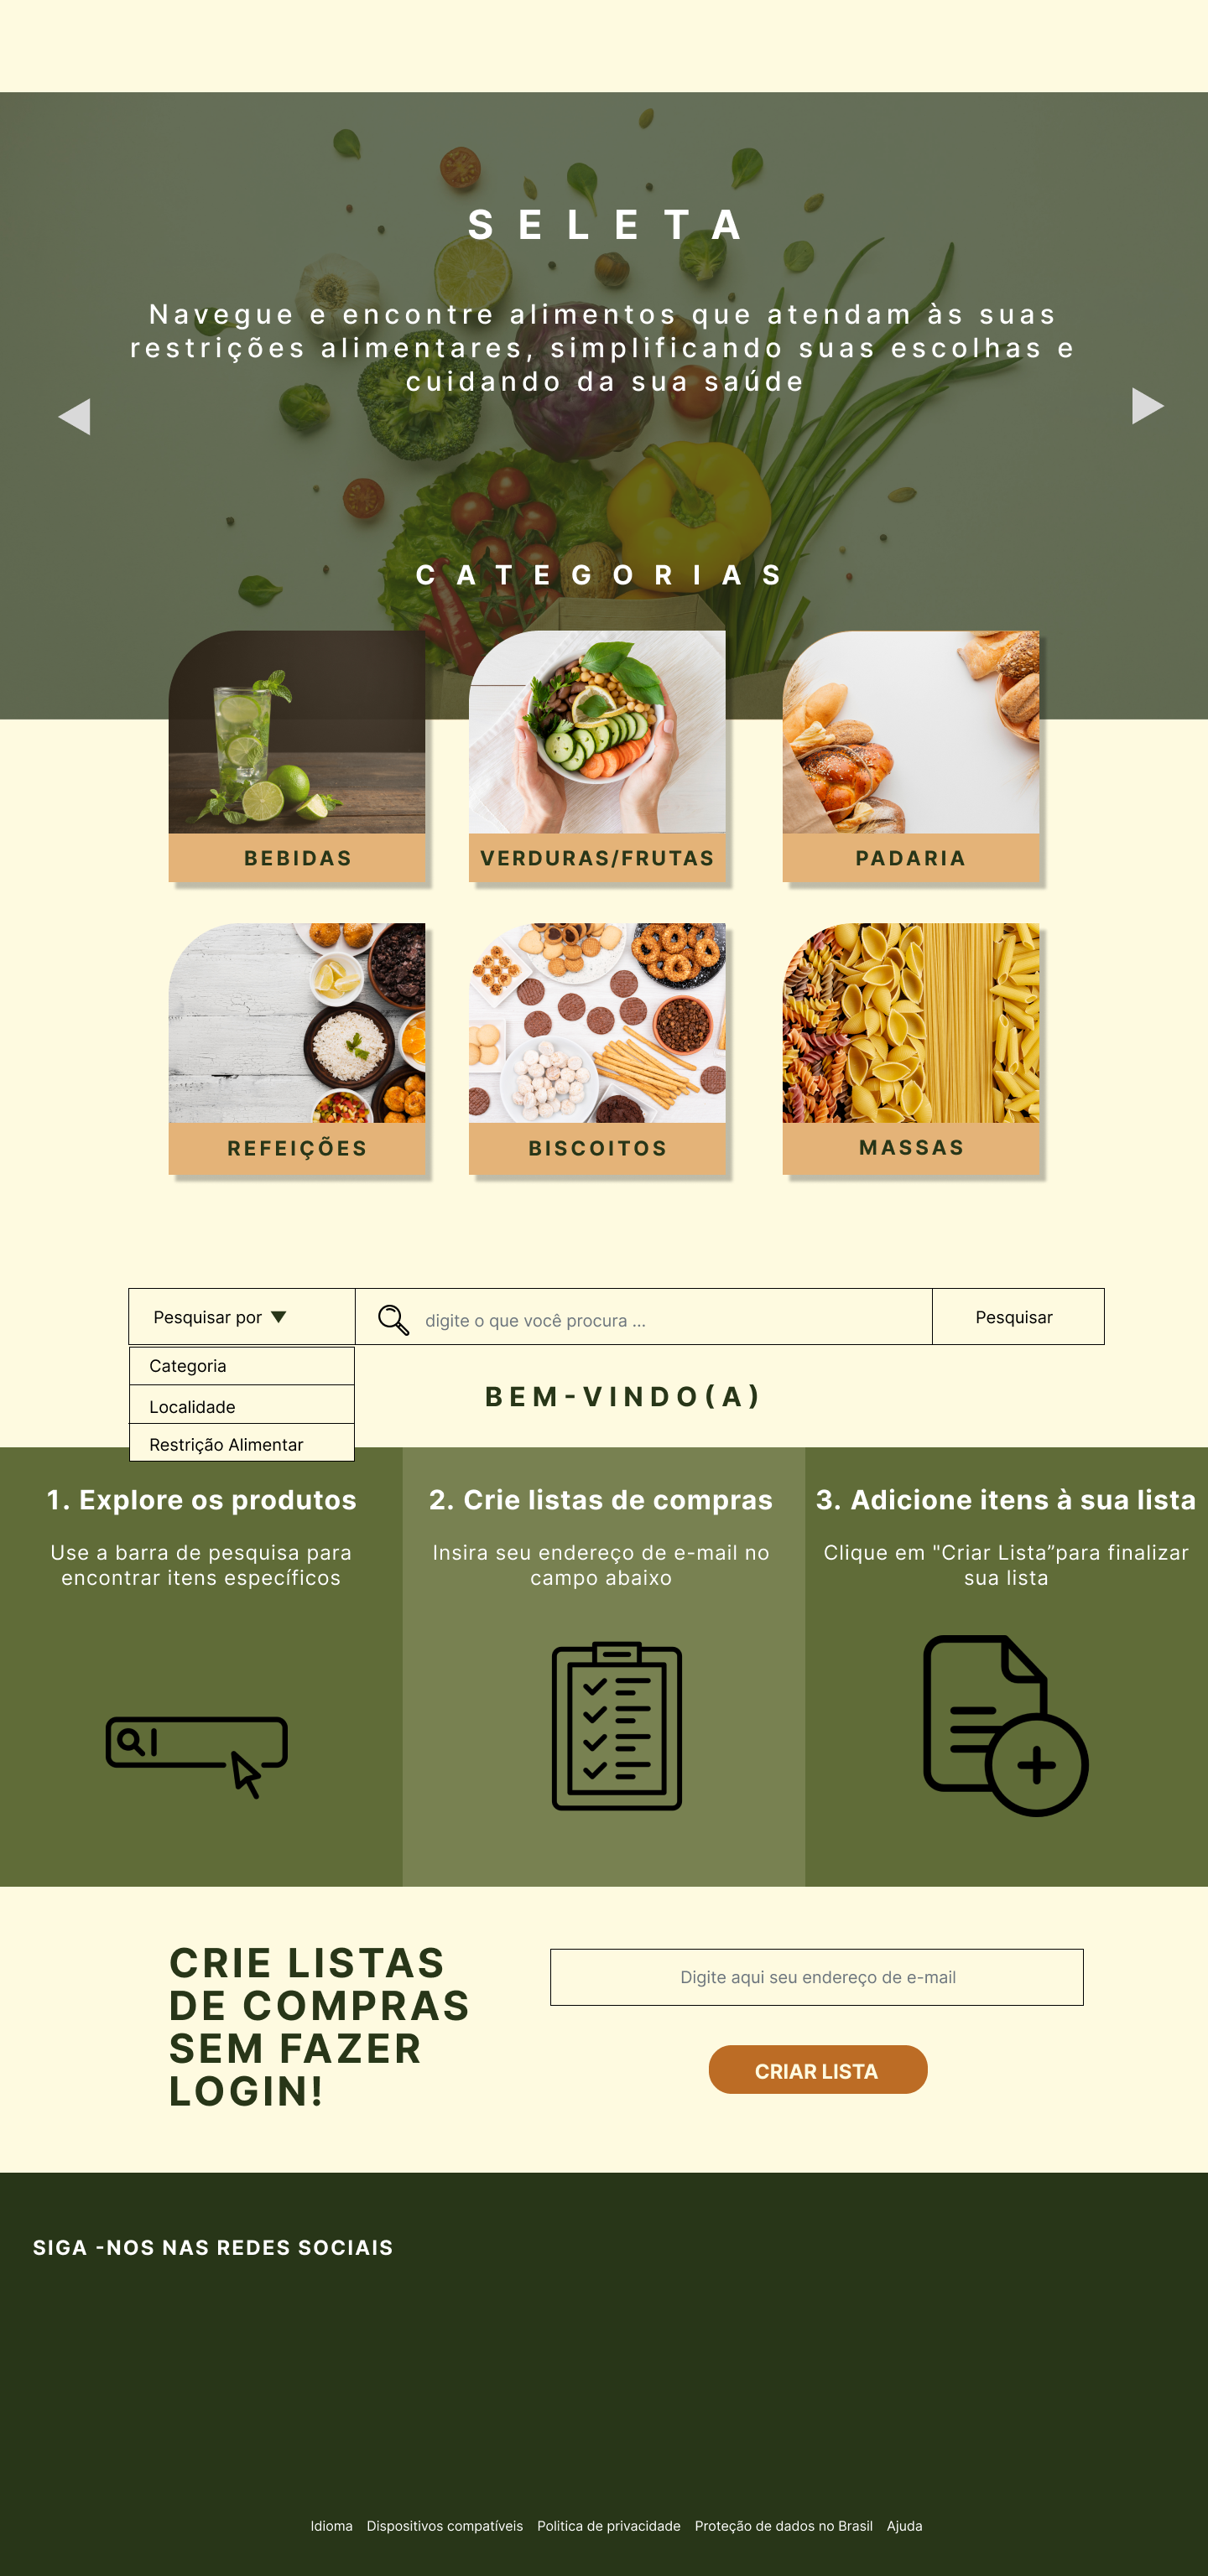 SELETA
Navegue e encontre alimentos que atendam às suas
restrições alimentares, simplificando suas escolhas e
cuidando da sua saúde
CATEGORIAS
BEBIDAS
VERDURAS/FRUTAS
PADARIA
REFEIÇÕES
BISCOITOS
MASSAS
Pesquisar por
digite o que você procura ...
Pesquisar
Categoria
Localidade
Restrição Alimentar
BEM-VINDO(A)
1. Explore os produtos
Use a barra de pesquisa para
encontrar itens específicos
2. Crie listas de compras
Insira seu endereço de e-mail no
campo abaixo
3. Adicione itens à sua lista
Clique em "Criar Lista”para finalizar
sua lista
CRIE LISTAS
DE COMPRAS
SEM FAZER
LOGIN!
Digite aqui seu endereço de e-mail
CRIAR LISTA
SIGA -NOS NAS REDES SOCIAIS
Idioma Dispositivos compatíveis Politica de privacidade Proteção de dados no Brasil Ajuda